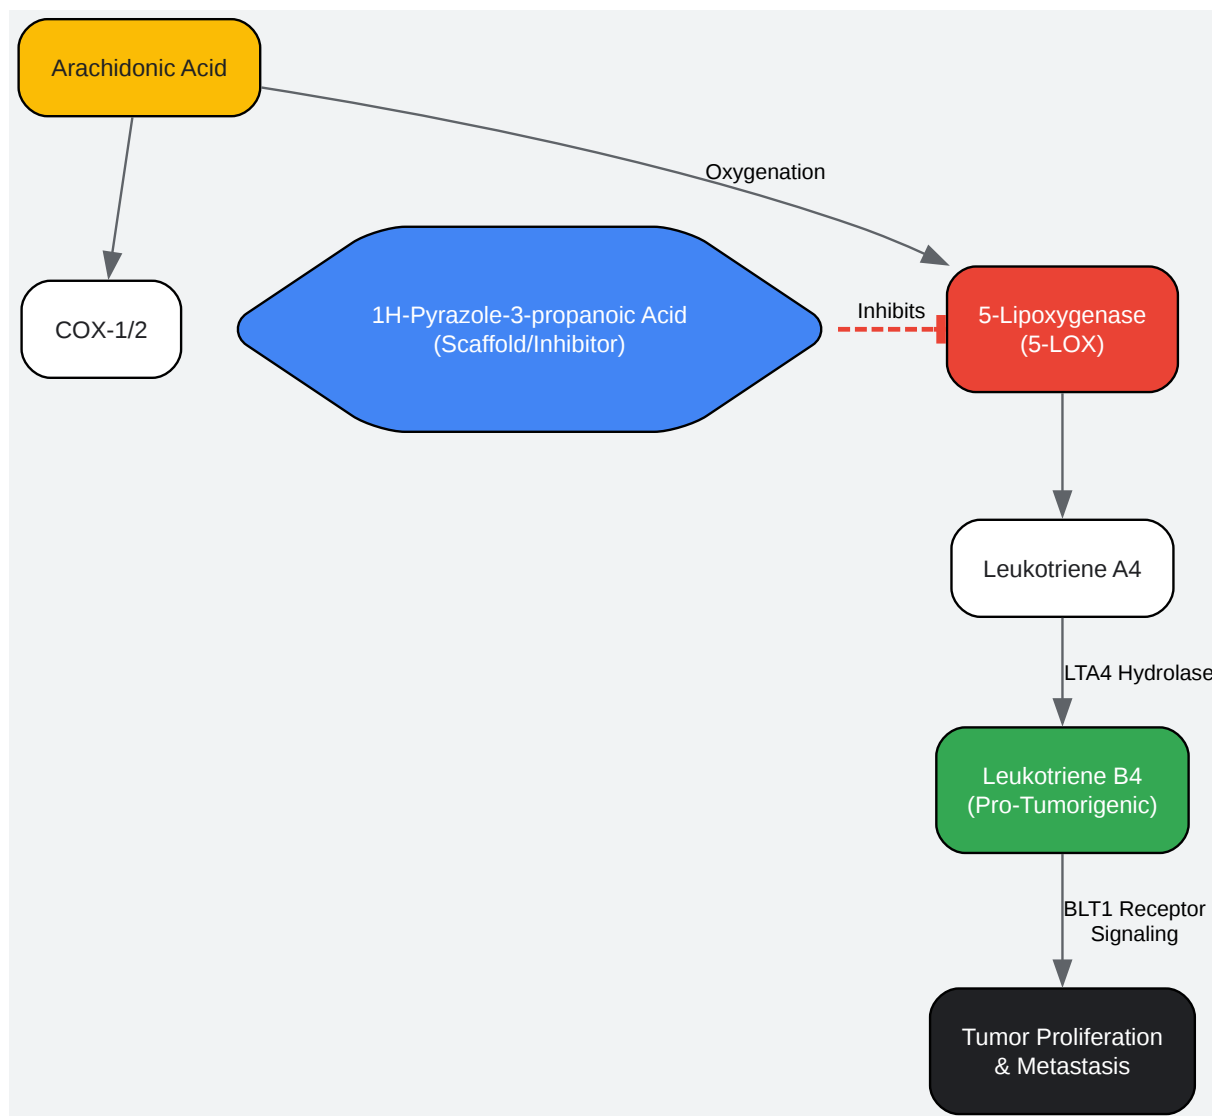 Arachidonic Acid
Oxygenation
COX-1/2
1H-Pyrazole-3-propanoic Acid
(Scaffold/Inhibitor)
Inhibits
5-Lipoxygenase
(5-LOX)
Leukotriene A4
LTA4 Hydrolase
Leukotriene B4
(Pro-Tumorigenic)
BLT1 Receptor
Signaling
Tumor Proliferation
& Metastasis